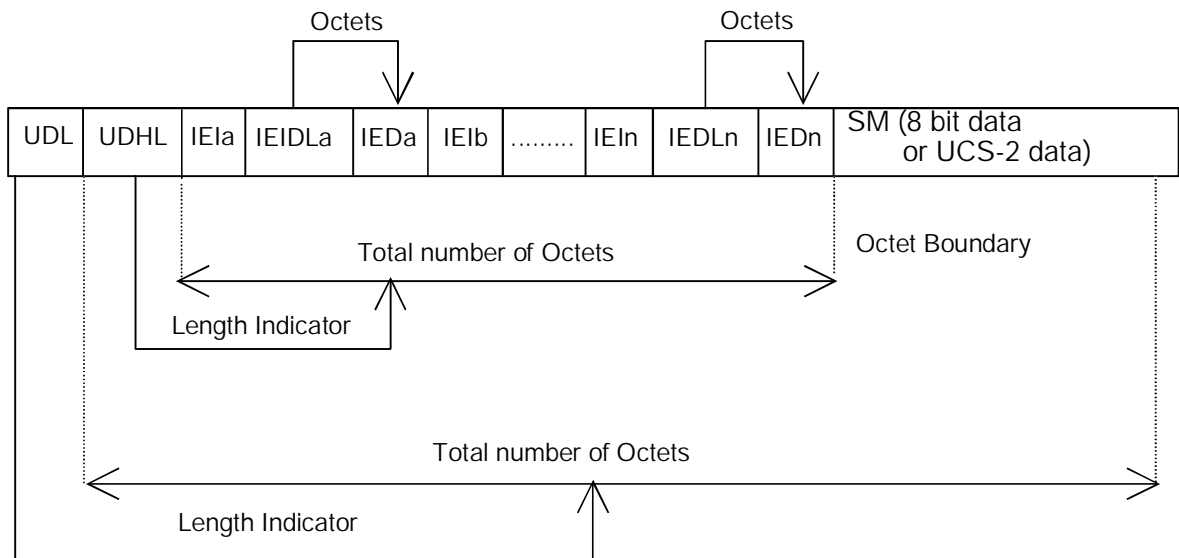 Octets Octets
UDL UDHL IEIa IEIDLa IEDa IEIb ......... IEIn IEDLn IEDn SM (8 bit data
or UCS-2 data)
Total number of Octets Octet Boundary
Length Indicator
Total number of Octets
Length Indicator